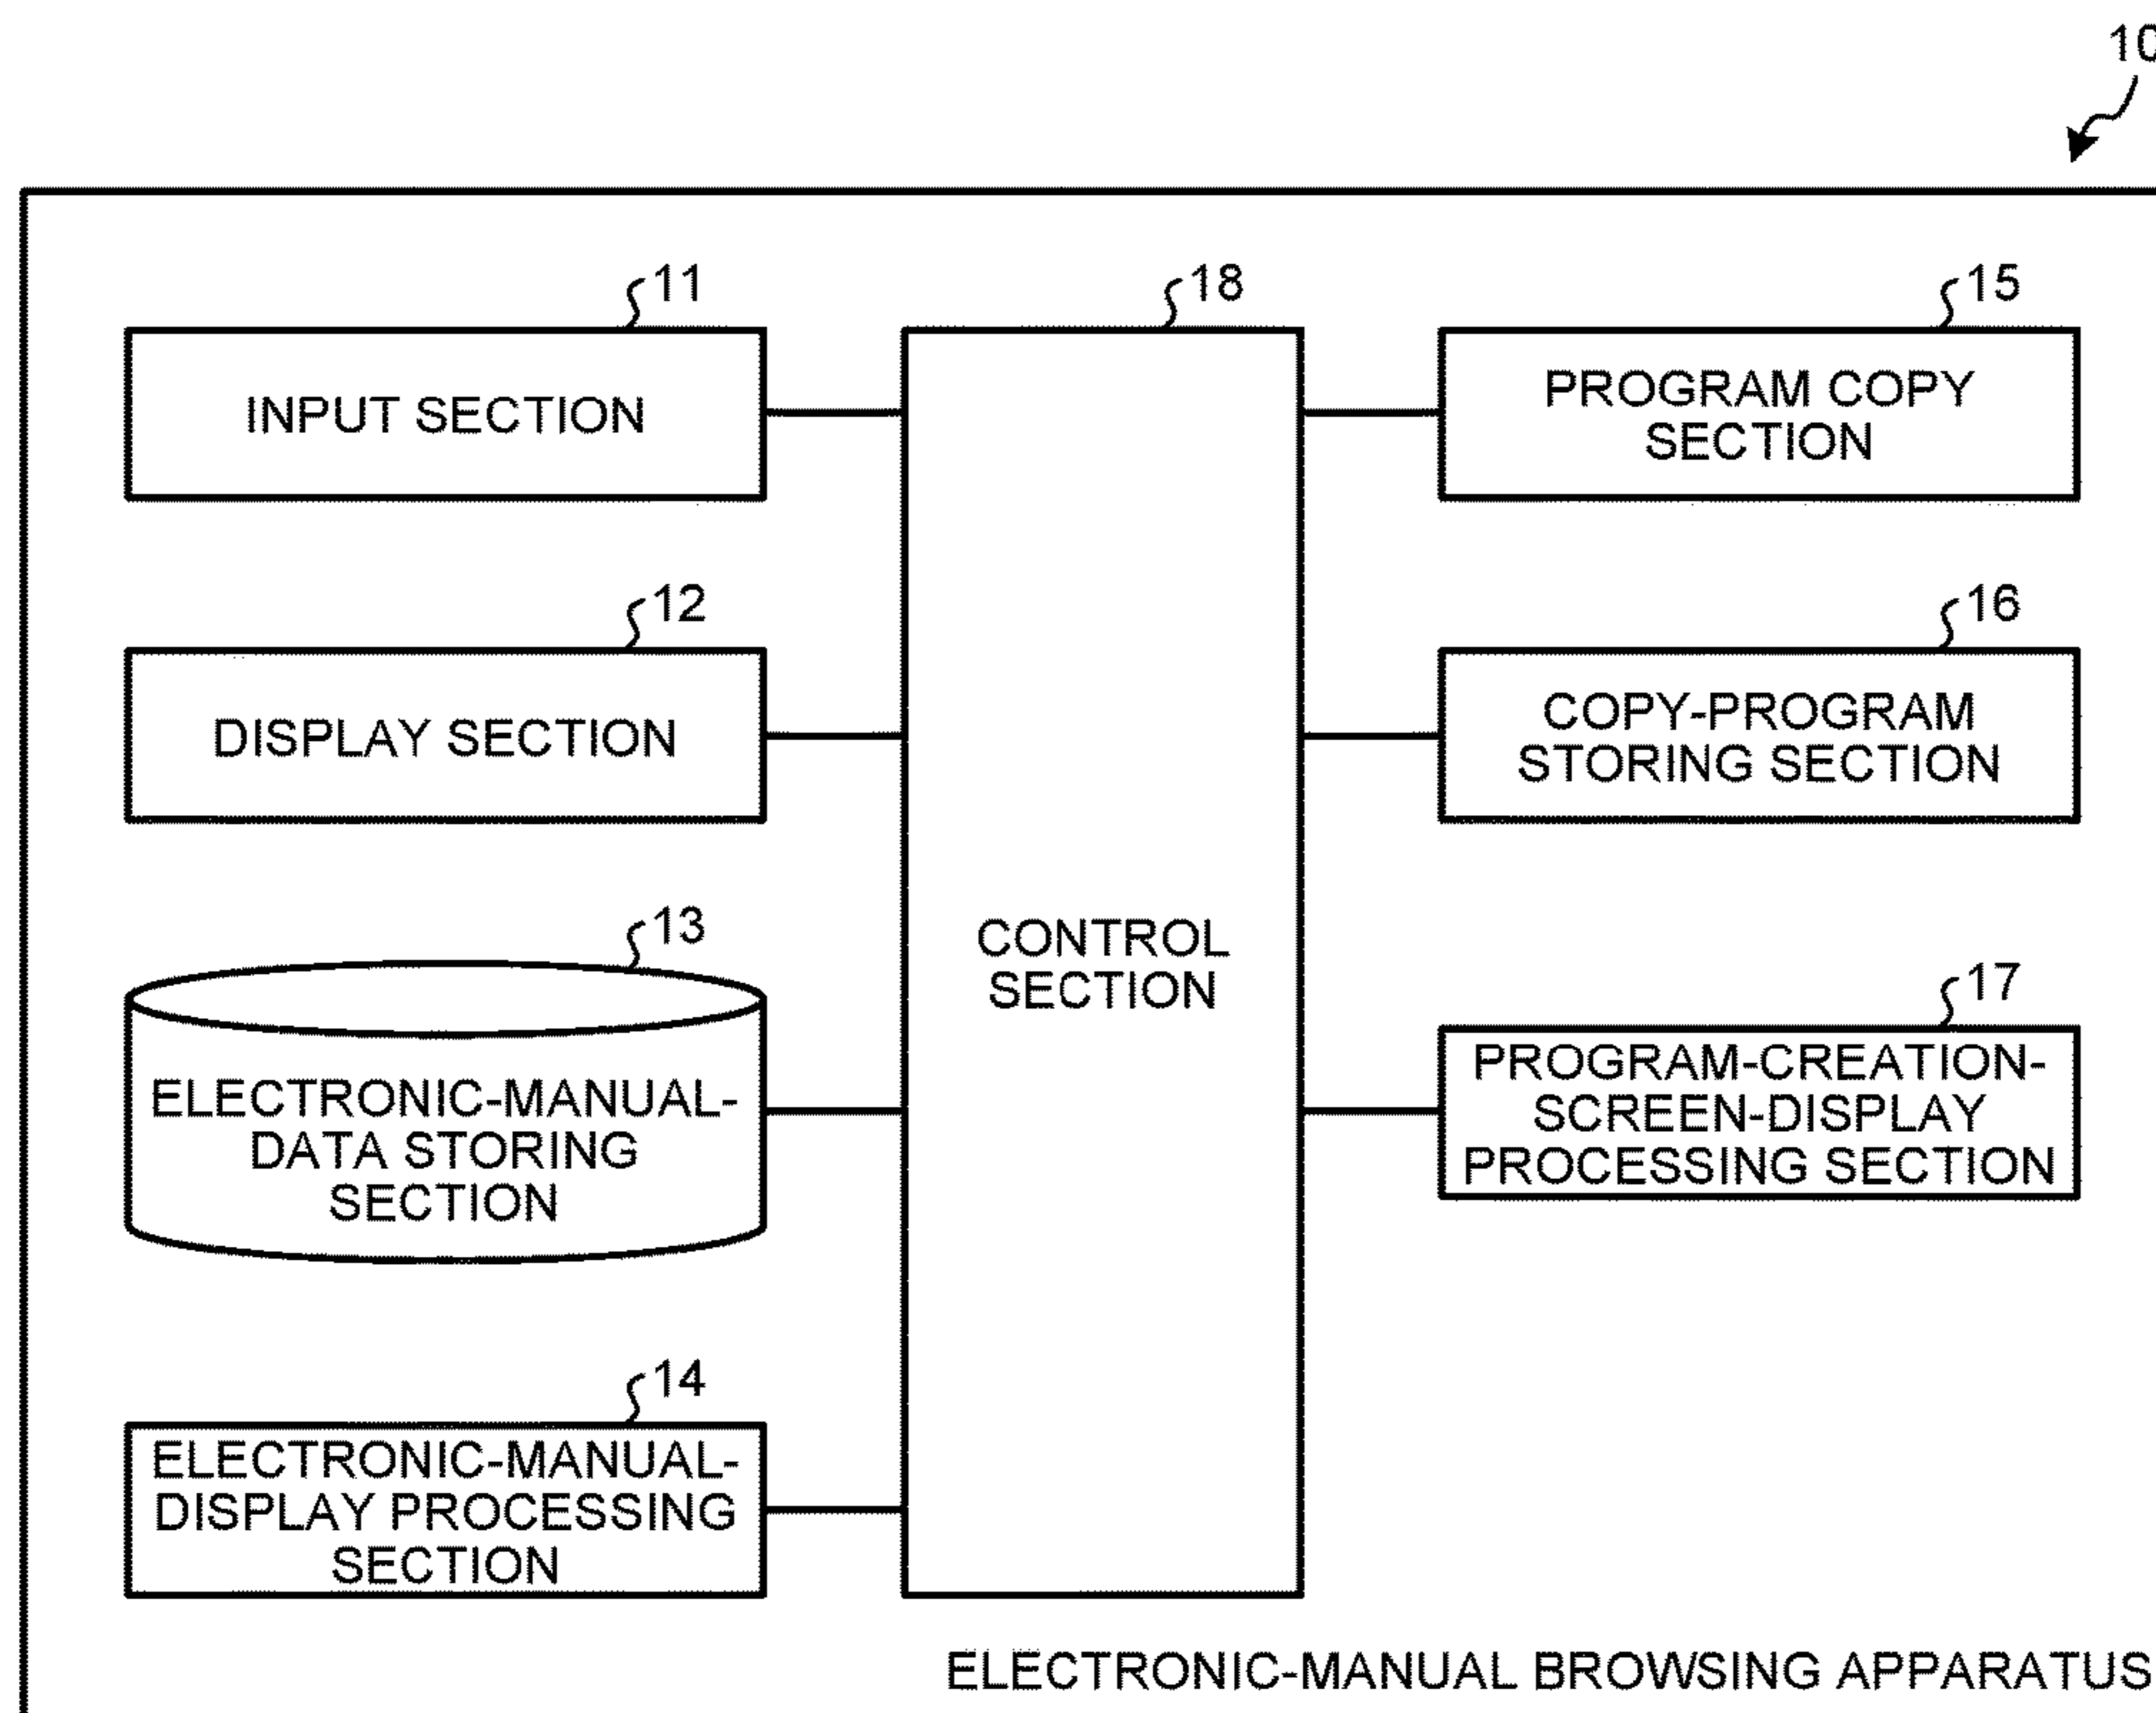 10
11
INPUT SECTION
12
DISPLAY SECTION
13
ELECTRONIC-MANUAL-
DATA STORING
SECTION
14
ELECTRONIC-MANUAL-
DISPLAY PROCESSING
SECTION
18
CONTROL
SECTION
15
PROGRAM COPY
SECTION
16
COPY-PROGRAM
STORING SECTION
17
PROGRAM-CREATION-
SCREEN-DISPLAY
PROCESSING SECTION
ELECTRONIC-MANUAL BROWSING APPARATUS